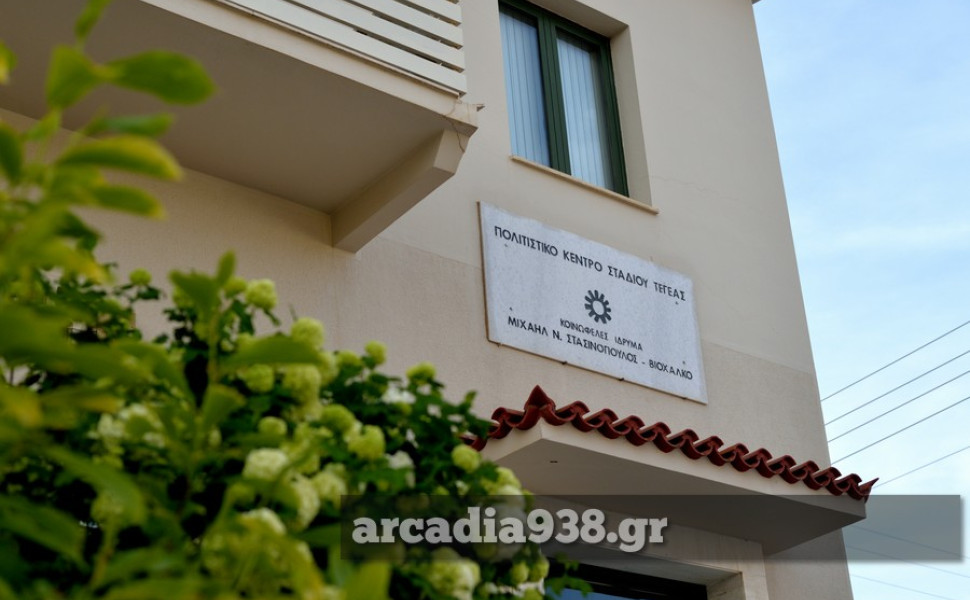 ΠΟΛΙΤΙΣΤΙΚΟ ΚΕΝΤΡΟ ΣΤΑΔΙΟΥ ΤΕΓΕΑΣ
ΚΟΙΝΩΦΕΛΕΣ ΙΔΡΥΜΑ
ΜΙΧΑΗΛ Ν. ΣΤΑΣΙΝΟΠΟΥΛΟΣ - ΒΙΟΧΑΛΚΟ
arcadia938.gr